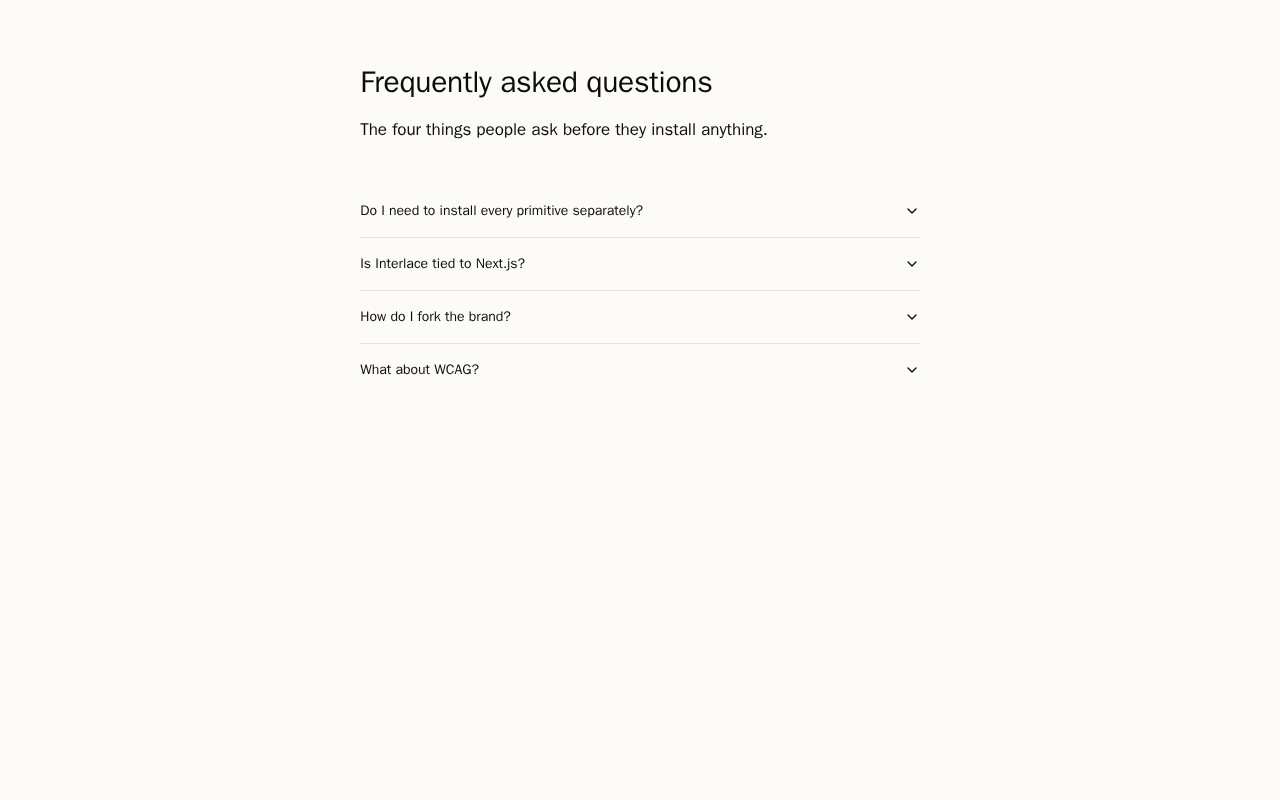 Frequently asked questions
The four things people ask before they install anything.
Do I need to install every primitive separately?
Is Interlace tied to Next.js?
How do I fork the brand?
What about WCAG?